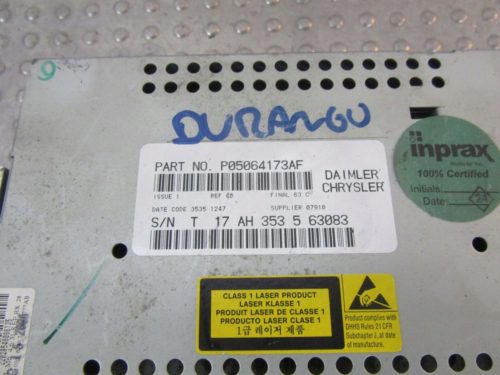 DURANGO
PART NO. P05064173AF
DAIMLER
CHRYSLER
ISSUE 1 REF 68 FINAL 63 C
DATE CODE 3535 1247 SUPPLIER 07910
S/N T 17 AH 353 5 63083
inprax
100% Certified
Initials:
Date: 24
CLASS 1 LASER PRODUCT
LASER KLASSE 1
PRODUIT LASER DE CLASSE 1
PRODUCTO LASER CLASE 1
1급 레이저 제품
Product complies with
DHHS Rules 21 CFR
Subchapter J, at date
of manufacture.